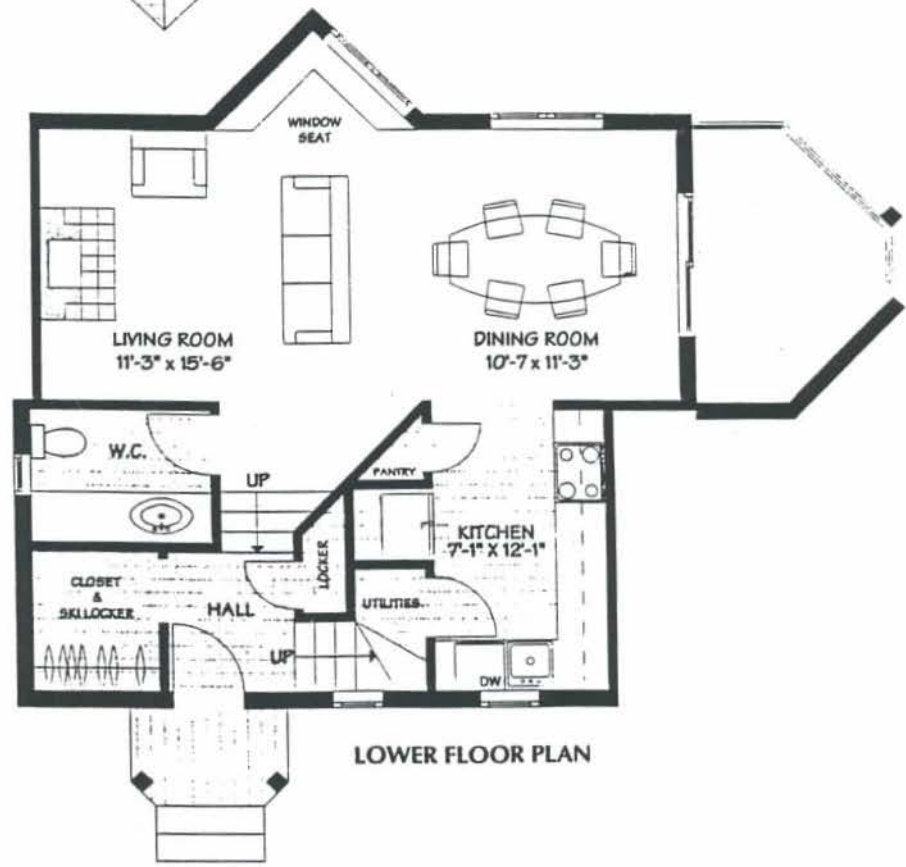 WINDOW
SEAT
LIVING ROOM
11'-3" x 15'-6"
DINING ROOM
10'-7 x 11'-3"
W.C.
UP
PANTRY
KITCHEN
7'-1" X 12'-1"
LOCKER
CLOSET
&
SKI LOCKER
HALL
UTILITIES
UP
DW
LOWER FLOOR PLAN